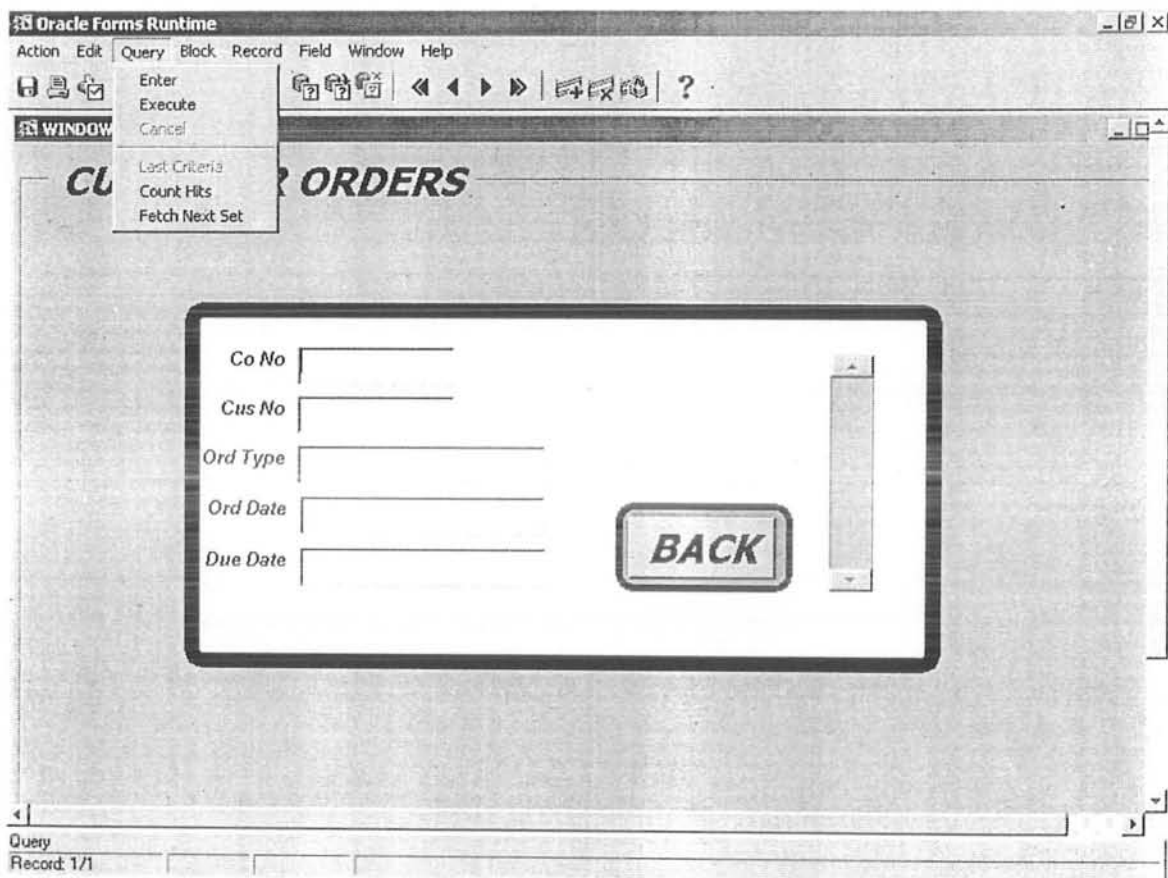 Oracle Forms Runtime
Action Edit Query Block Record Field Window Help
Enter
Execute
Cancel
Last Criteria
Count Hits
Fetch Next Set
WINDOW
CU R ORDERS
Co No
Cus No
Ord Type
Ord Date
Due Date
BACK
Query
Record: 1/1